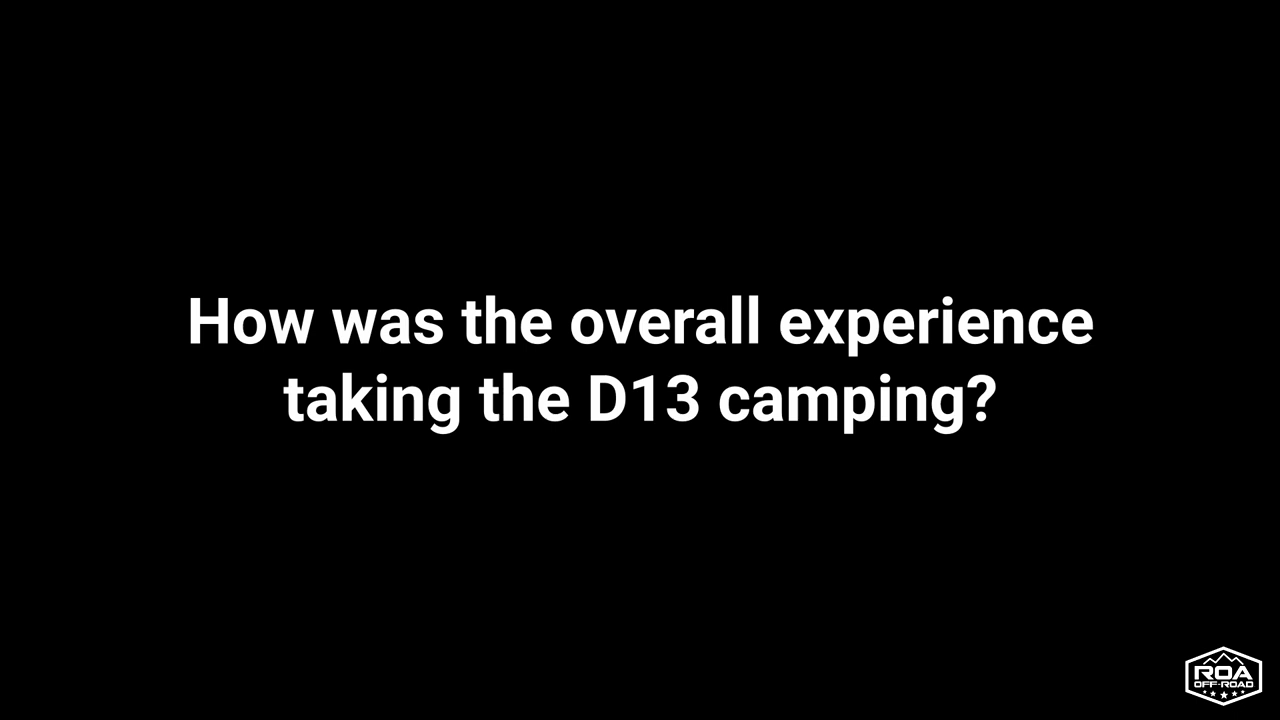 How was the overall experience
taking the D13 camping?
ROA
OFF-ROAD